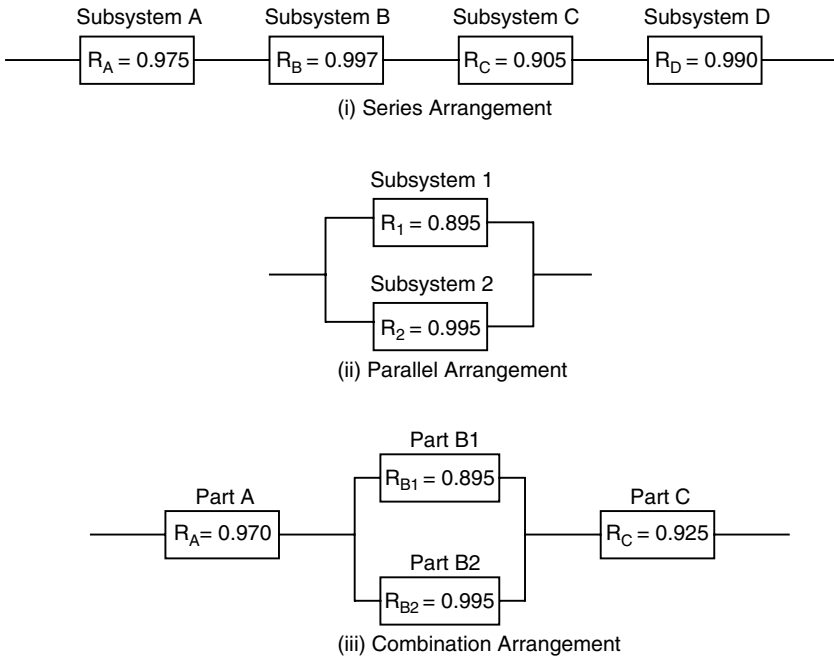 Subsystem A Subsystem B Subsystem C Subsystem D
R_A = 0.975 R_B = 0.997 R_C = 0.905 R_D = 0.990
(i) Series Arrangement
Subsystem 1
R_1 = 0.895
Subsystem 2
R_2 = 0.995
(ii) Parallel Arrangement
Part B1
R_B1 = 0.895
Part A Part C
R_A= 0.970 R_C = 0.925
Part B2
R_B2 = 0.995
(iii) Combination Arrangement